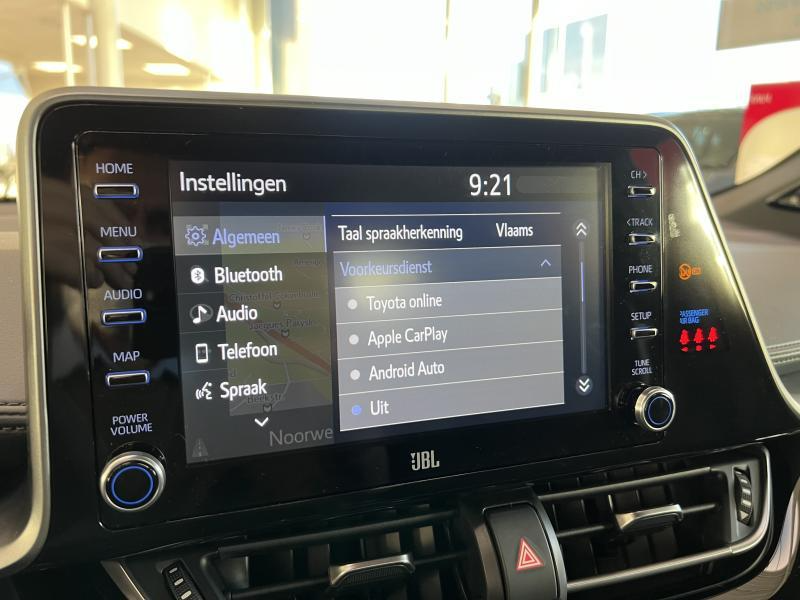 HOME
MENU
AUDIO
MAP
POWER
VOLUME
Instellingen
9:21
Algemeen
Bluetooth
Audio
Telefoon
Spraak
Taal spraakherkenning
Vlaams
Voorkeursdienst
Toyota online
Apple CarPlay
Android Auto
Uit
Noorwe
JBL
CH >
< TRACK
PHONE
SETUP
TUNE
SCROLL
PASSENGER
AIR BAG